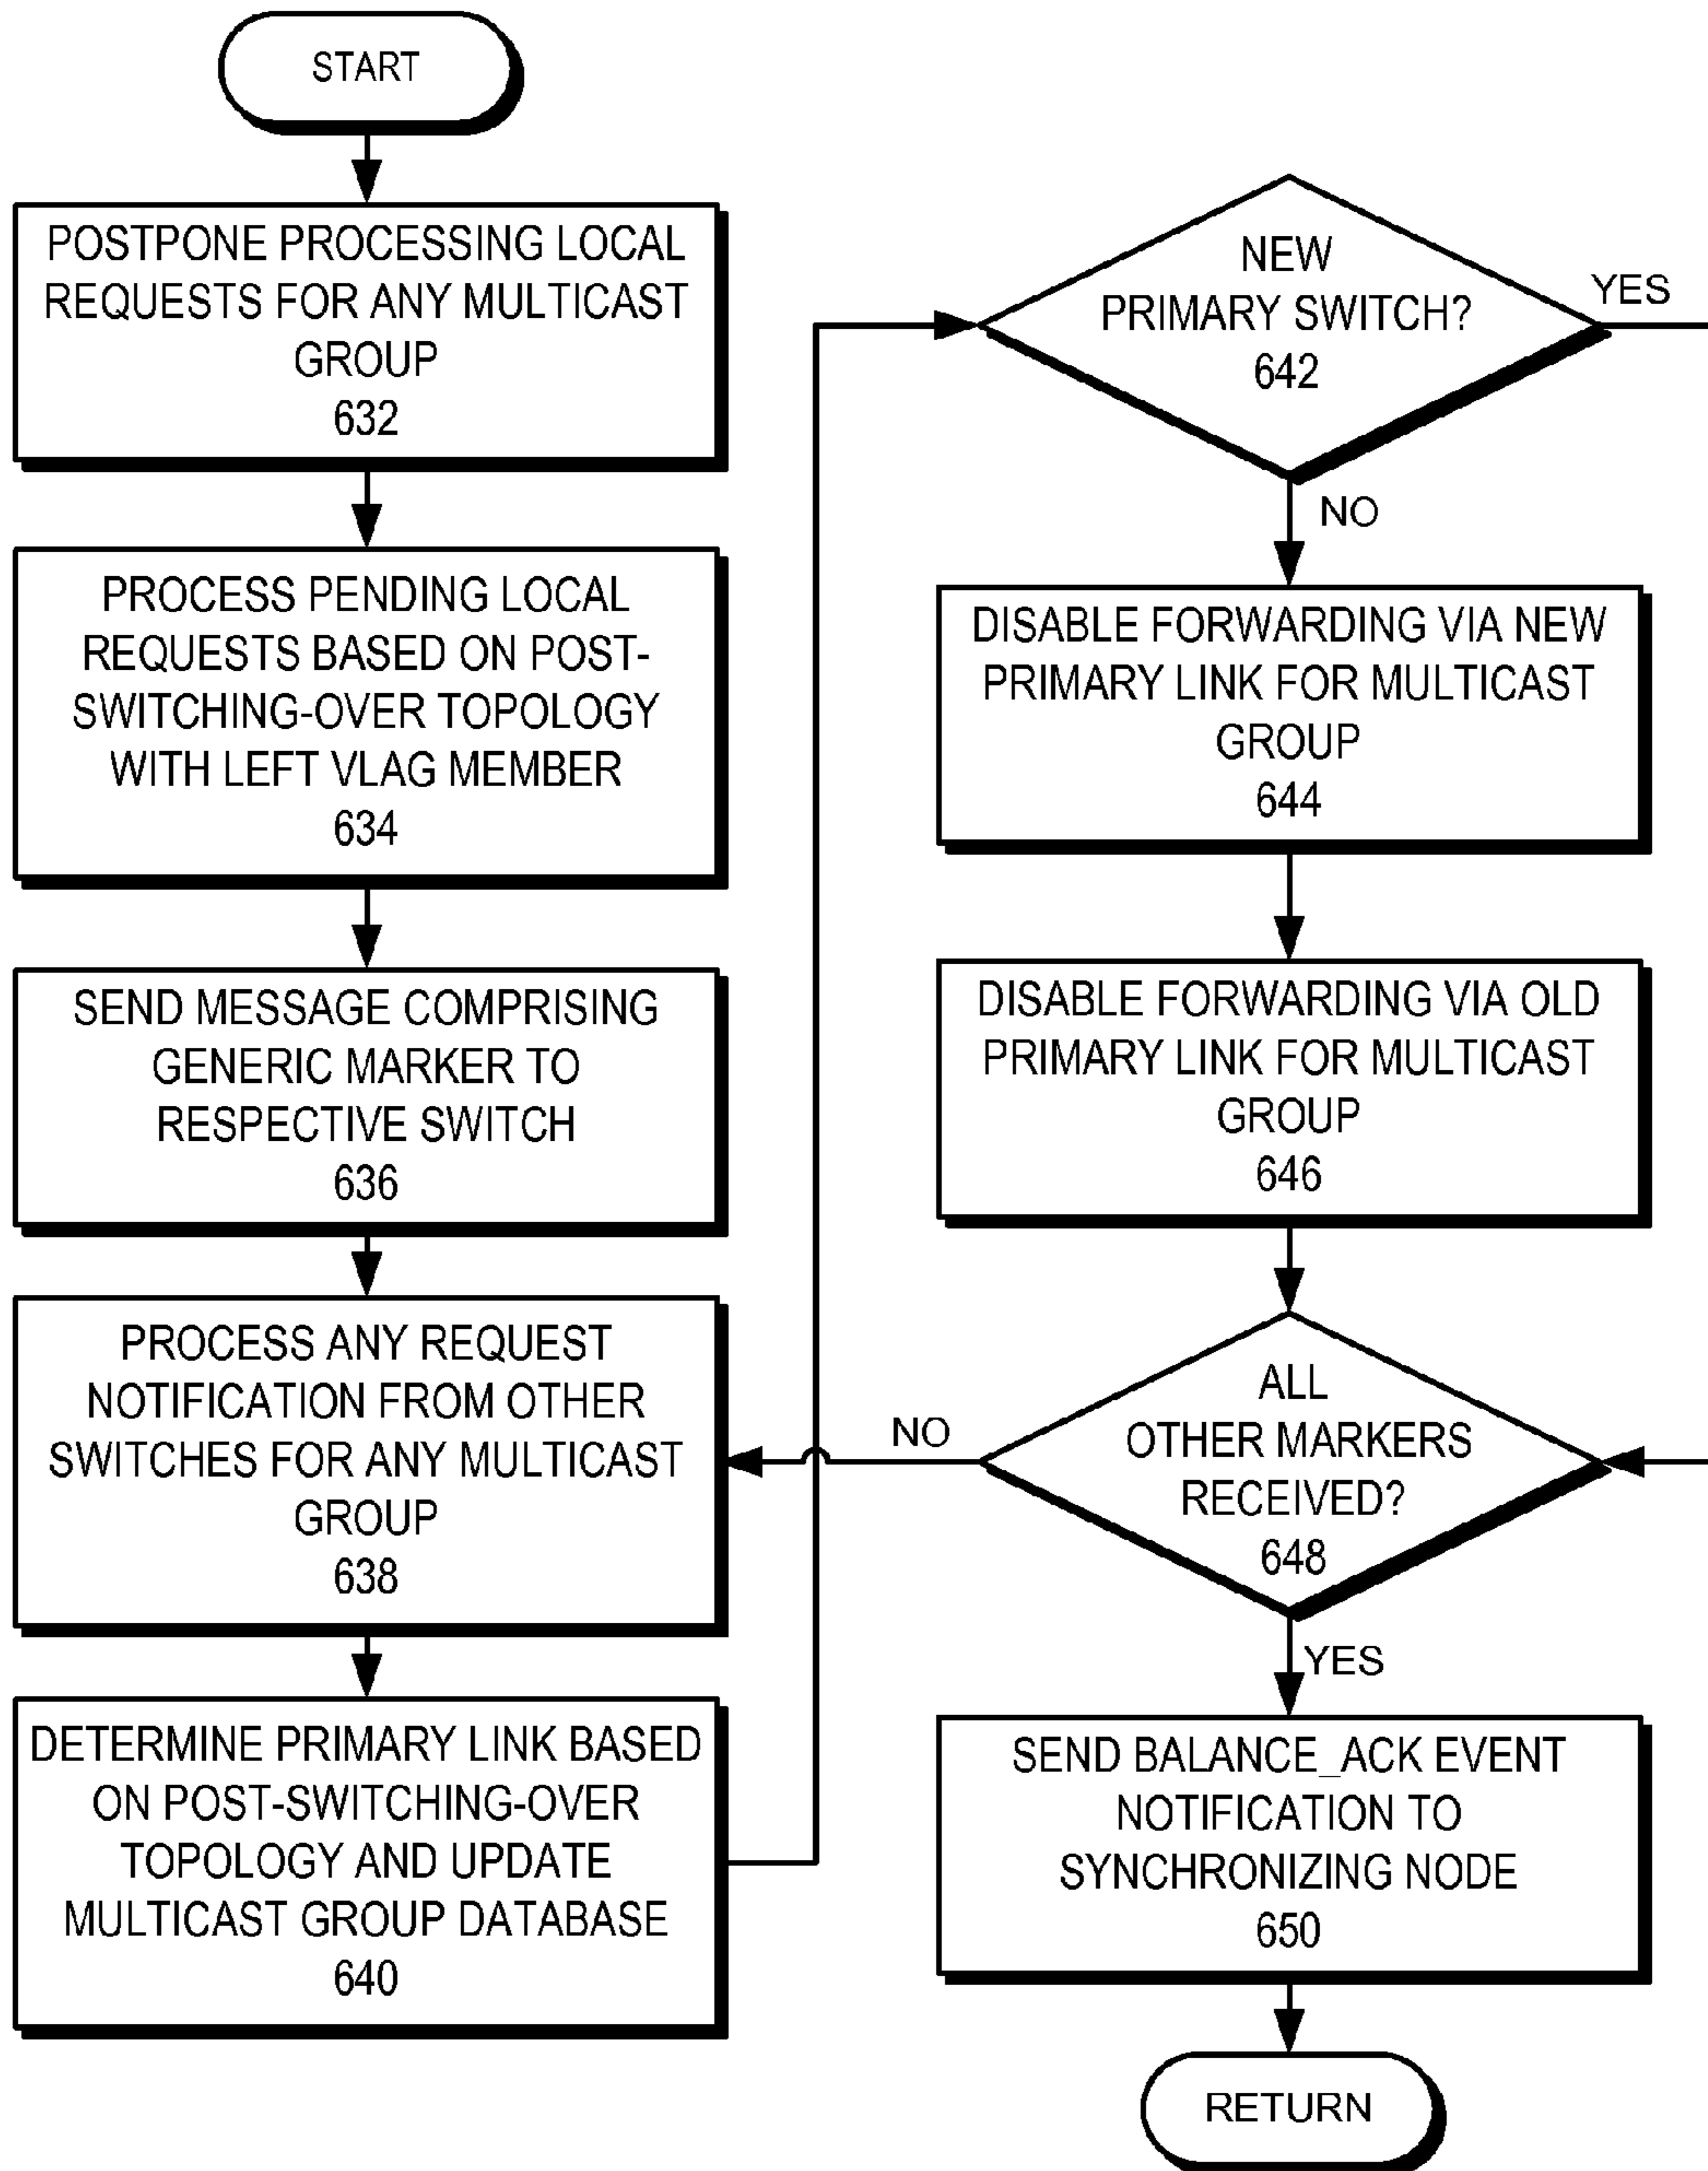 START
POSTPONE PROCESSING LOCAL
REQUESTS FOR ANY MULTICAST
GROUP
632
PROCESS PENDING LOCAL
REQUESTS BASED ON POST-
SWITCHING-OVER TOPOLOGY
WITH LEFT VLAG MEMBER
634
SEND MESSAGE COMPRISING
GENERIC MARKER TO
RESPECTIVE SWITCH
636
PROCESS ANY REQUEST
NOTIFICATION FROM OTHER
SWITCHES FOR ANY MULTICAST
GROUP
638
DETERMINE PRIMARY LINK BASED
ON POST-SWITCHING-OVER
TOPOLOGY AND UPDATE
MULTICAST GROUP DATABASE
640
NEW
PRIMARY SWITCH?
642
YES
NO
DISABLE FORWARDING VIA NEW
PRIMARY LINK FOR MULTICAST
GROUP
644
DISABLE FORWARDING VIA OLD
PRIMARY LINK FOR MULTICAST
GROUP
646
ALL
OTHER MARKERS
RECEIVED?
648
NO
YES
SEND BALANCE_ACK EVENT
NOTIFICATION TO
SYNCHRONIZING NODE
650
RETURN